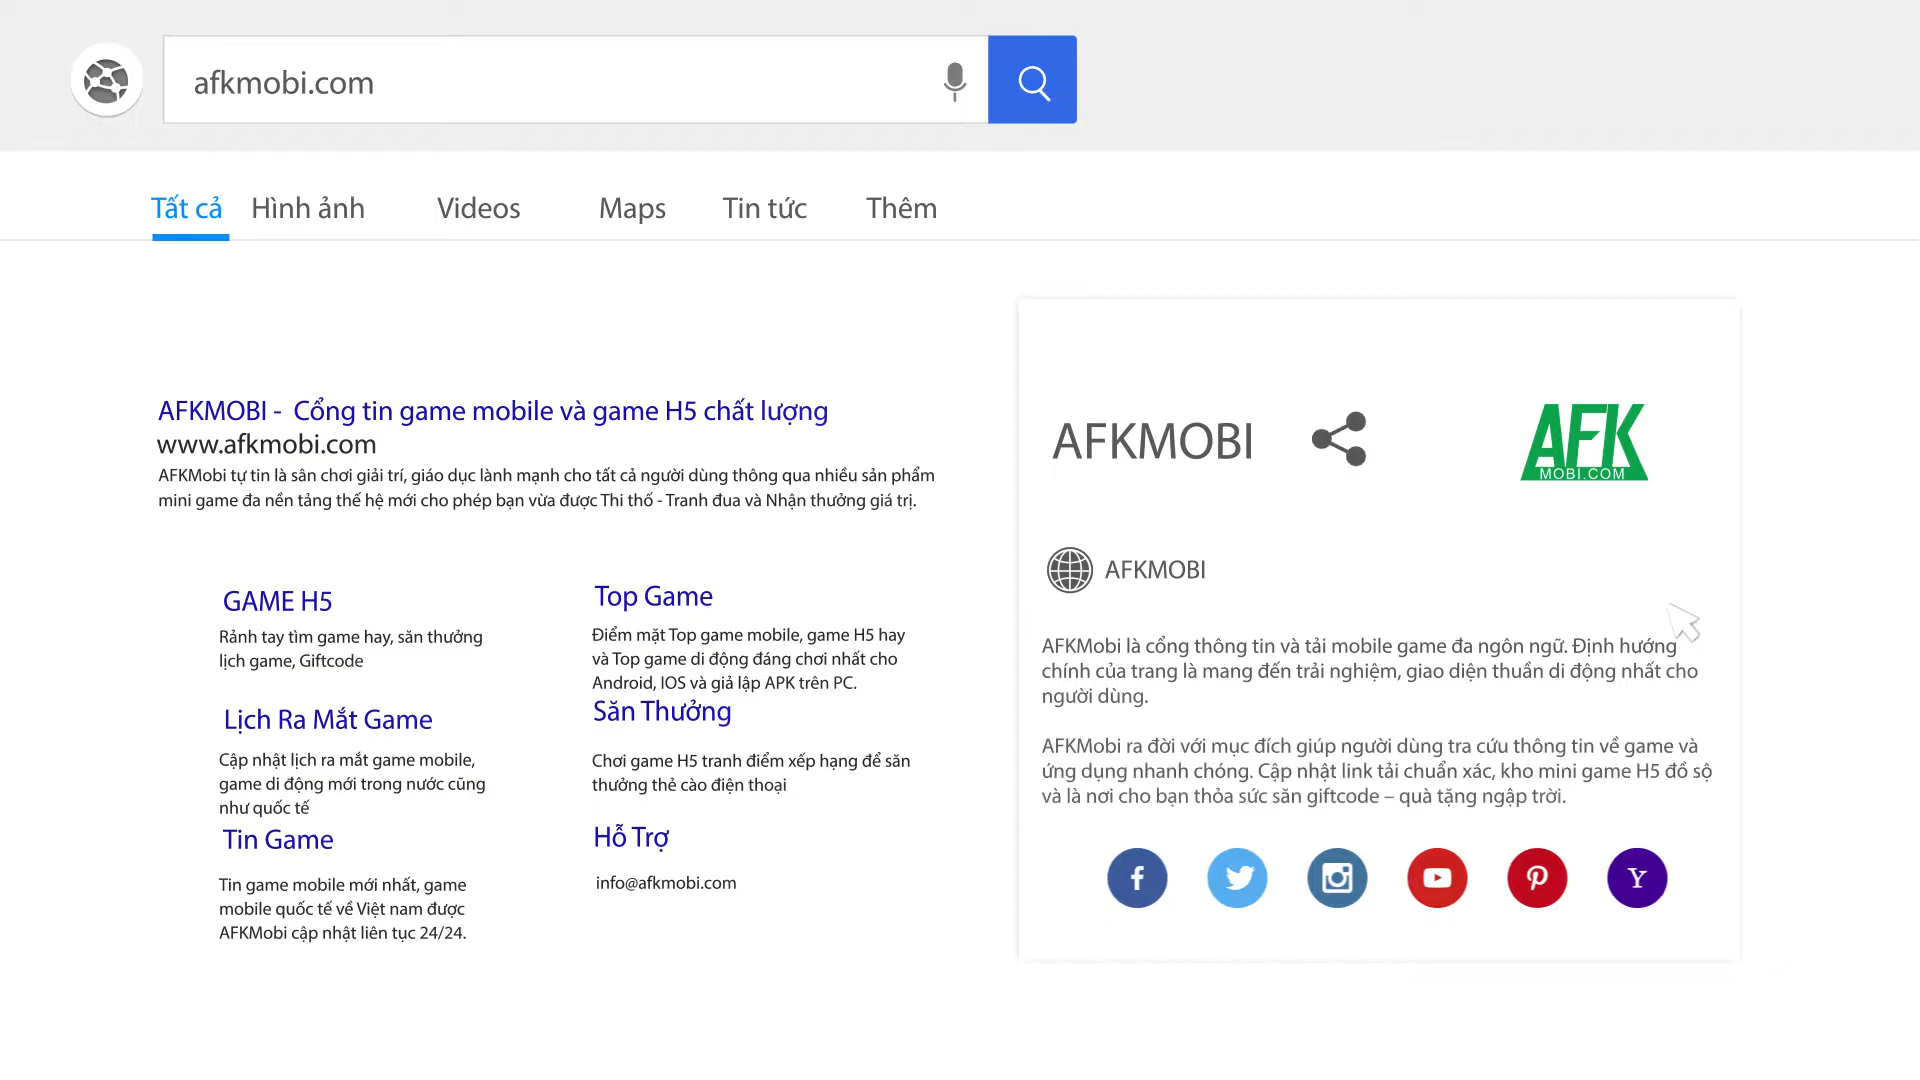 afkmobi.com
Tất cả Hình ảnh Videos Maps Tin tức Thêm
AFKMOBI - Cổng tin game mobile và game H5 chất lượng
www.afkmobi.com
AFKMobi tự tin là sân chơi giải trí, giáo dục lành mạnh cho tất cả người dùng thông qua nhiều sản phẩm
mini game đa nền tảng thế hệ mới cho phép bạn vừa được Thi thố - Tranh đua và Nhận thưởng giá trị.
GAME H5
Rảnh tay tìm game hay, săn thưởng
lịch game, Giftcode
Lịch Ra Mắt Game
Cập nhật lịch ra mắt game mobile,
game di động mới trong nước cũng
như quốc tế
Tin Game
Tin game mobile mới nhất, game
mobile quốc tế về Việt nam được
AFKMobi cập nhật liên tục 24/24.
Top Game
Điểm mặt Top game mobile, game H5 hay
và Top game di động đáng chơi nhất cho
Android, IOS và giả lập APK trên PC.
Săn Thưởng
Chơi game H5 tranh điểm xếp hạng để săn
thưởng thẻ cào điện thoại
Hỗ Trợ
info@afkmobi.com
AFKMOBI
AFK
MOBI.COM
AFKMOBI
AFKMobi là cổng thông tin và tải mobile game đa ngôn ngữ. Định hướng
chính của trang là mang đến trải nghiệm, giao diện thuần di động nhất cho
người dùng.
AFKMobi ra đời với mục đích giúp người dùng tra cứu thông tin về game và
ứng dụng nhanh chóng. Cập nhật link tải chuẩn xác, kho mini game H5 đồ sộ
và là nơi cho bạn thỏa sức săn giftcode – quà tặng ngập trời.